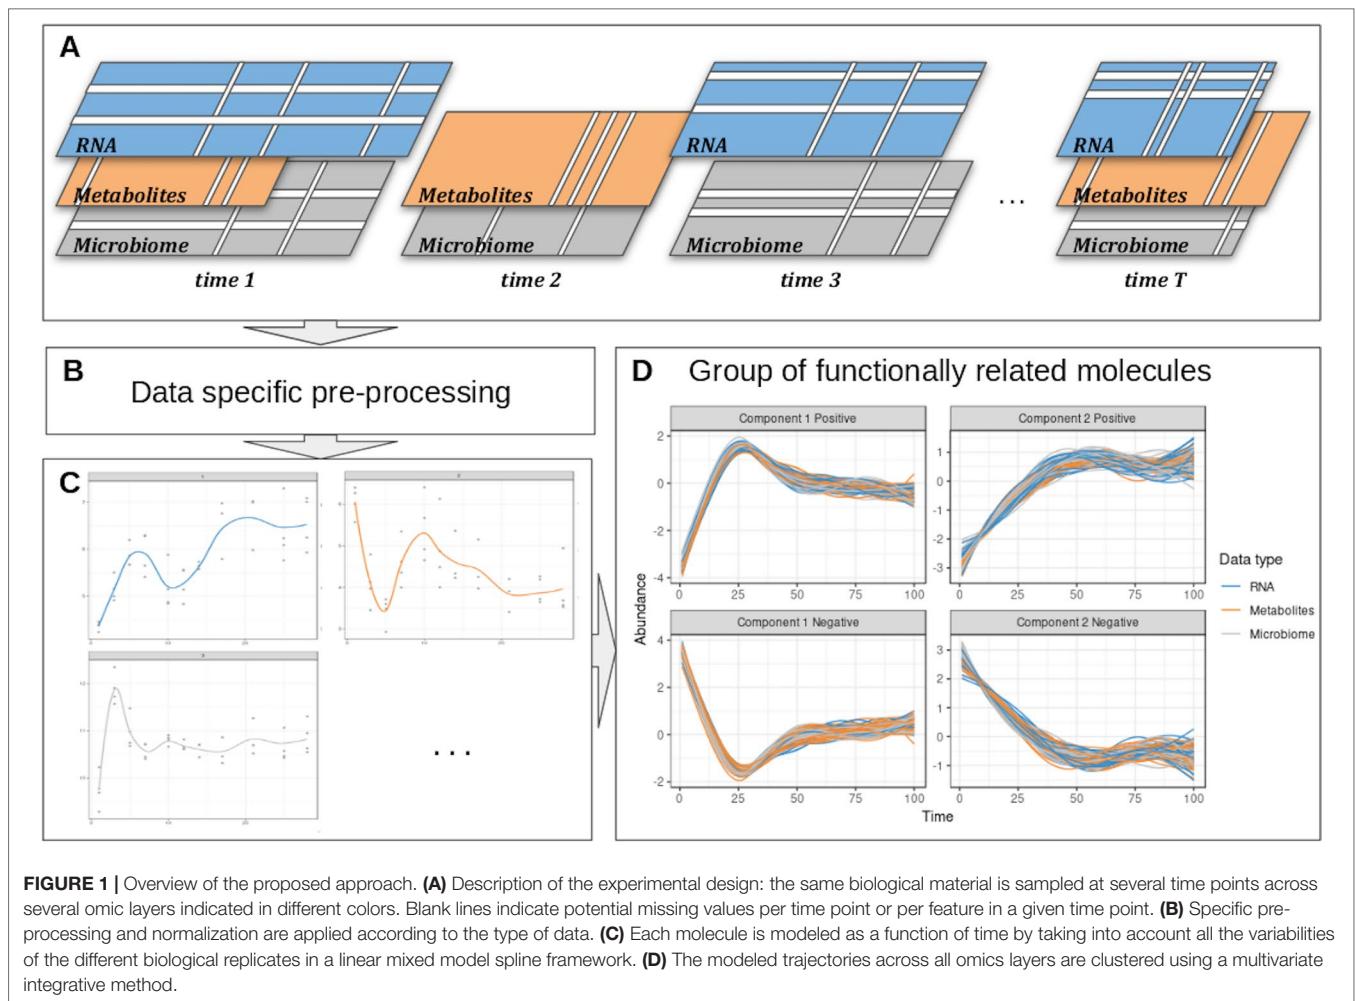 A
RNA
Metabolites
Microbiome
time 1
Metabolites
Microbiome
time 2
RNA
Microbiome
time 3
...
RNA
Metabolites
Microbiome
time T
B
Data specific pre-processing
C
1
2
3
...
D Group of functionally related molecules
Component 1 Positive
2
0
-2
-4
0 25 50 75 100
Component 2 Positive
1
0
-1
-2
-3
0 25 50 75 100
Component 1 Negative
4
2
0
-2
0 25 50 75 100
Component 2 Negative
3
2
1
0
-1
0 25 50 75 100
Abundance
Time
Data type
RNA
Metabolites
Microbiome
FIGURE 1 | Overview of the proposed approach. (A) Description of the experimental design: the same biological material is sampled at several time points across
several omic layers indicated in different colors. Blank lines indicate potential missing values per time point or per feature in a given time point. (B) Specific pre-
processing and normalization are applied according to the type of data. (C) Each molecule is modeled as a function of time by taking into account all the variabilities
of the different biological replicates in a linear mixed model spline framework. (D) The modeled trajectories across all omics layers are clustered using a multivariate
integrative method.